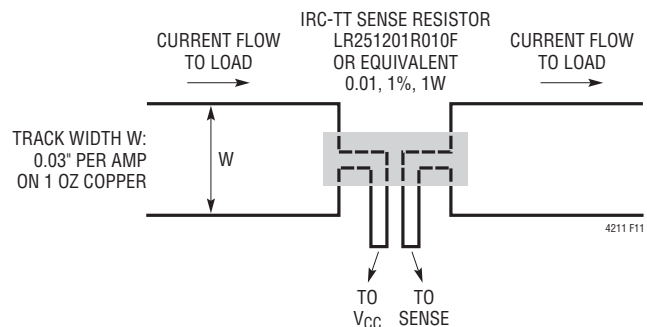 IRC-TT SENSE RESISTOR
LR251201R010F
OR EQUIVALENT
0.01, 1%, 1W
CURRENT FLOW
TO LOAD
CURRENT FLOW
TO LOAD
TRACK WIDTH W:
0.03" PER AMP
ON 1 OZ COPPER
W
4211 F11
TO
VCC
TO
SENSE